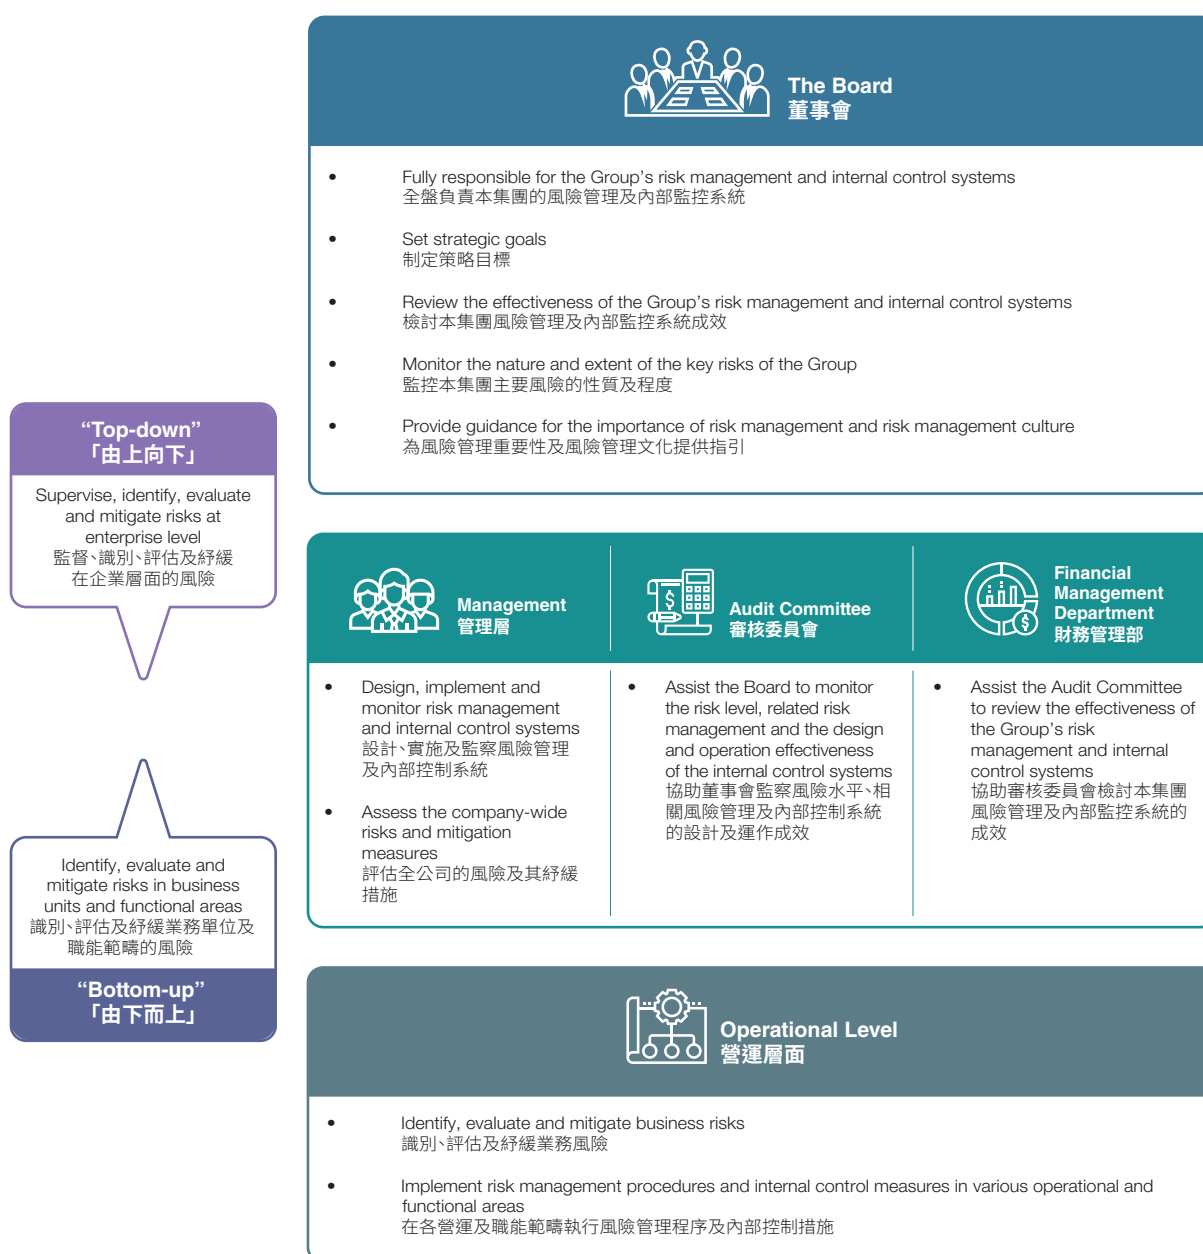 The Board
董事會
• Fully responsible for the Group’s risk management and internal control systems
全盤負責本集團的風險管理及內部監控系統
• Set strategic goals
制定策略目標
• Review the effectiveness of the Group’s risk management and internal control systems
檢討本集團風險管理及內部監控系統成效
• Monitor the nature and extent of the key risks of the Group
監控本集團主要風險的性質及程度
• Provide guidance for the importance of risk management and risk management culture
為風險管理重要性及風險管理文化提供指引
“Top-down”
「由上向下」
Supervise, identify, evaluate
and mitigate risks at
enterprise level
監督、識別、評估及紓緩
在企業層面的風險
Identify, evaluate and
mitigate risks in business
units and functional areas
識別、評估及紓緩業務單位及
職能範疇的風險
“Bottom-up”
「由下而上」
Management
管理層
• Design, implement and
monitor risk management
and internal control systems
設計、實施及監察風險管理
及內部控制系統
• Assess the company-wide
risks and mitigation
measures
評估全公司的風險及其紓緩
措施
Audit Committee
審核委員會
• Assist the Board to monitor
the risk level, related risk
management and the design
and operation effectiveness
of the internal control systems
協助董事會監察風險水平、相
關風險管理及內部控制系統
的設計及運作成效
Financial
Management
Department
財務管理部
• Assist the Audit Committee
to review the effectiveness of
the Group’s risk
management and internal
control systems
協助審核委員會檢討本集團
風險管理及內部監控系統的
成效
Operational Level
營運層面
• Identify, evaluate and mitigate business risks
識別、評估及紓緩業務風險
• Implement risk management procedures and internal control measures in various operational and
functional areas
在各營運及職能範疇執行風險管理程序及內部控制措施